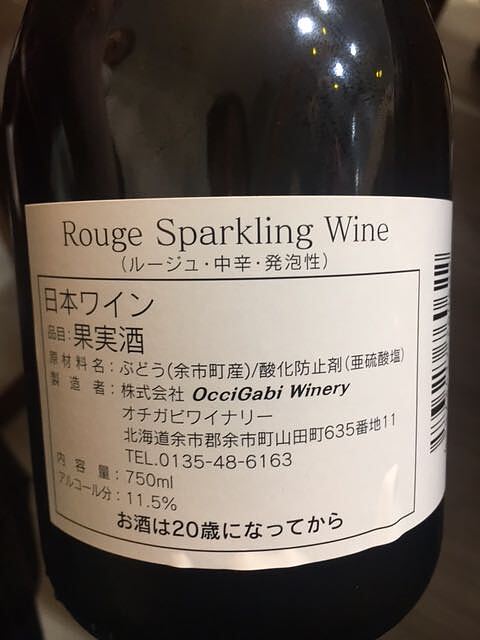 Rouge Sparkling Wine
(ルージュ・中辛・発泡性)
日本ワイン
品目:果実酒
原材料名:ぶどう(余市町産)/酸化防止剤(亜硫酸塩)
製造者:株式会社 OcciGabi Winery
オチガビワイナリー
北海道余市郡余市町山田町635番地11
TEL.0135-48-6163
内容量:750ml
アルコール分:11.5%
お酒は20歳になってから